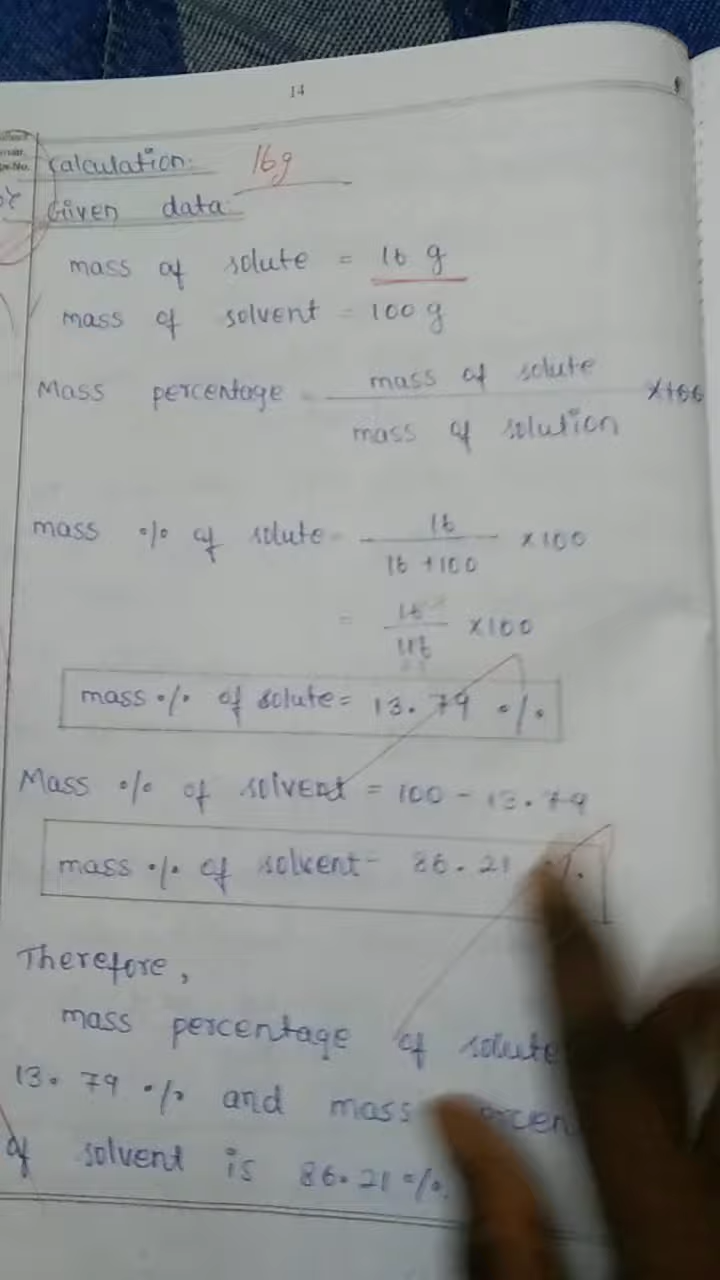 14
Calculation: 16g
Given data:
mass of solute = 16 g
mass of solvent = 100 g
Mass percentage = mass of solute
mass of solution
×100
mass % of solute = 16
16 +100
×100
= 16
116
×100
mass % of solute = 13.79 %
Mass % of solvent = 100 - 13.79
mass % of solvent = 86.21 %.
Therefore,
mass percentage of solute
13.79 % and mass
of solvent is 86.21 %.